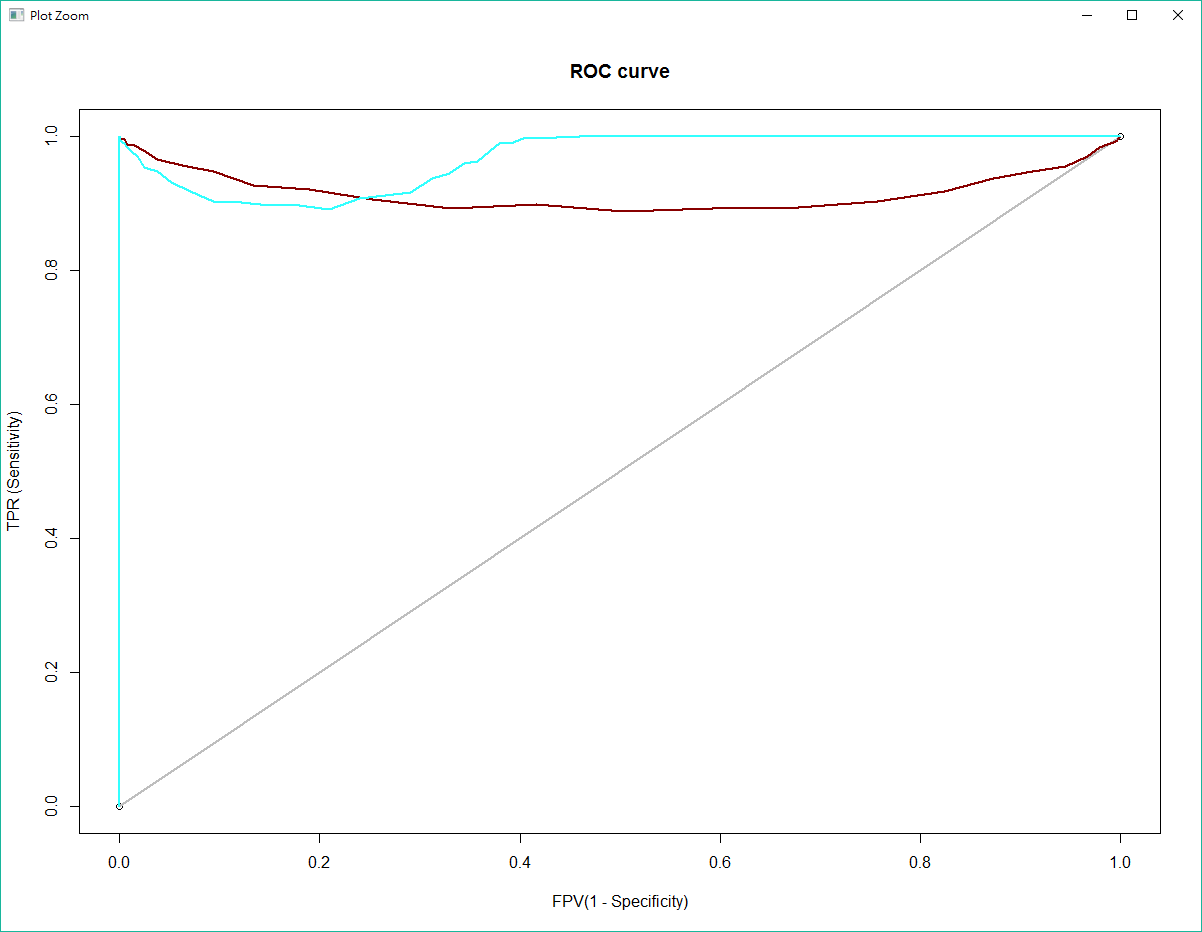 Plot Zoom
ROC curve
1.0
0.8
0.6
0.4
0.2
0.0
TPR (Sensitivity)
0.0 0.2 0.4 0.6 0.8 1.0
FPV(1 - Specificity)